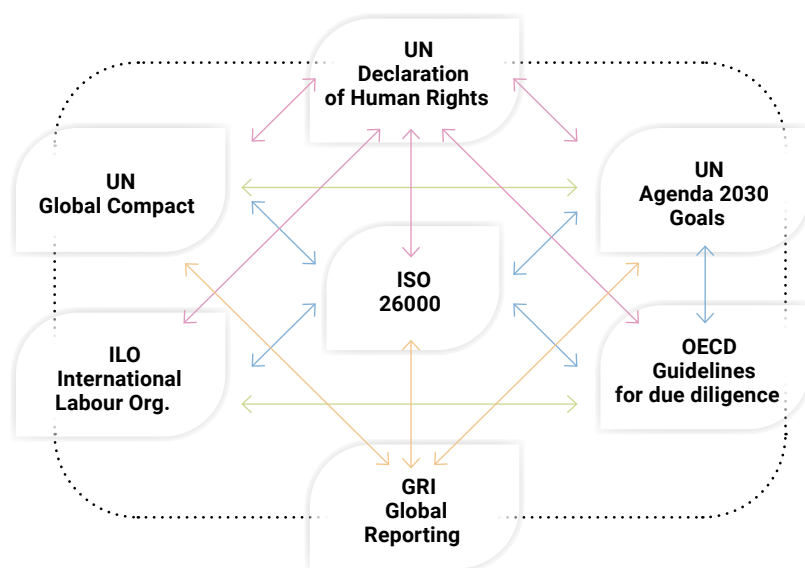 UN
Declaration
of Human Rights
UN
Global Compact
UN
Agenda 2030
Goals
ISO
26000
ILO
International
Labour Org.
OECD
Guidelines
for due diligence
GRI
Global
Reporting